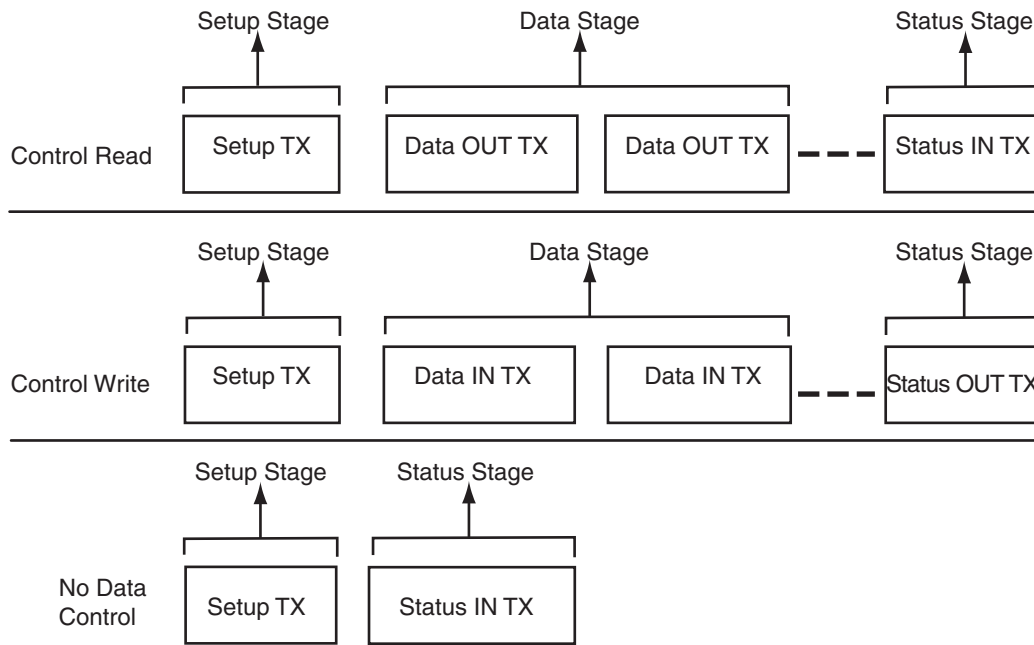 Setup Stage Data Stage Status Stage
Control Read Setup TX Data OUT TX Data OUT TX Status IN TX
Setup Stage Data Stage Status Stage
Control Write Setup TX Data IN TX Data IN TX Status OUT TX
Setup Stage Status Stage
No Data
Control
Setup TX Status IN TX